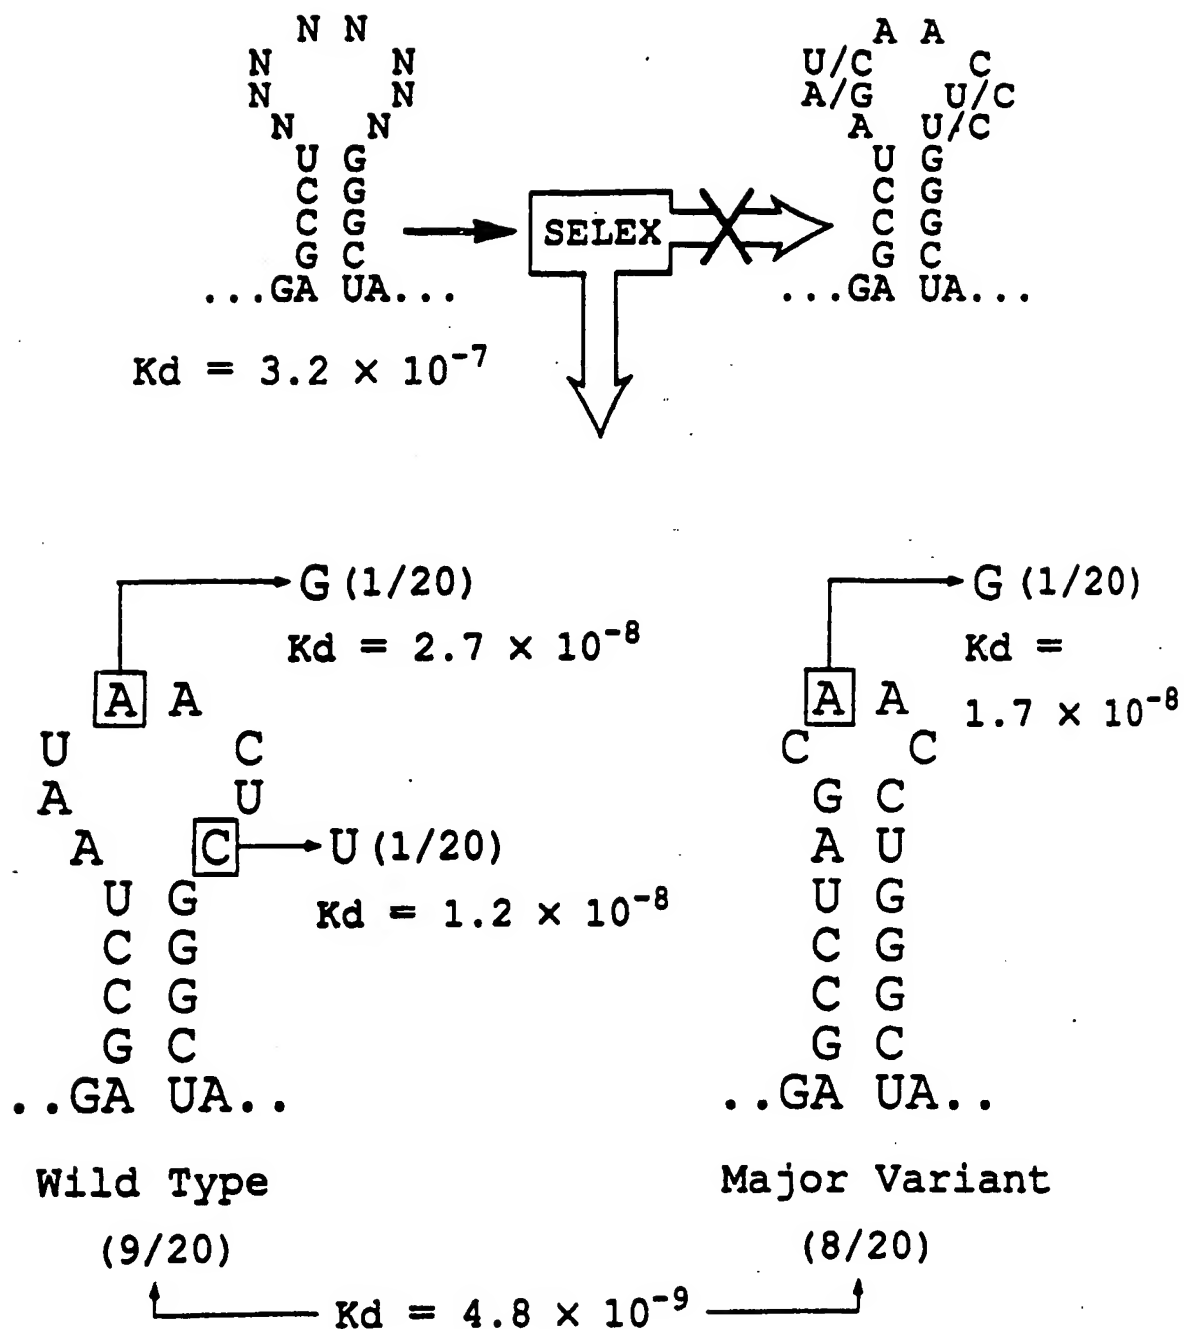 N N
N N
N N
N N
U G
C G
C G
G C
...GA UA...
Kd = 3.2 × 10⁻⁷
SELEX
A A
U/C C
A/G U/C
A U/C
U G
C G
C G
G C
...GA UA...
G (1/20)
Kd = 2.7 × 10⁻⁸
A A
U C
A U
A C
U (1/20)
Kd = 1.2 × 10⁻⁸
U G
C G
C G
G C
..GA UA..
Wild Type
(9/20)
G (1/20)
Kd =
1.7 × 10⁻⁸
A A
C C
G C
A U
U G
C G
C G
G C
..GA UA..
Major Variant
(8/20)
Kd = 4.8 × 10⁻⁹